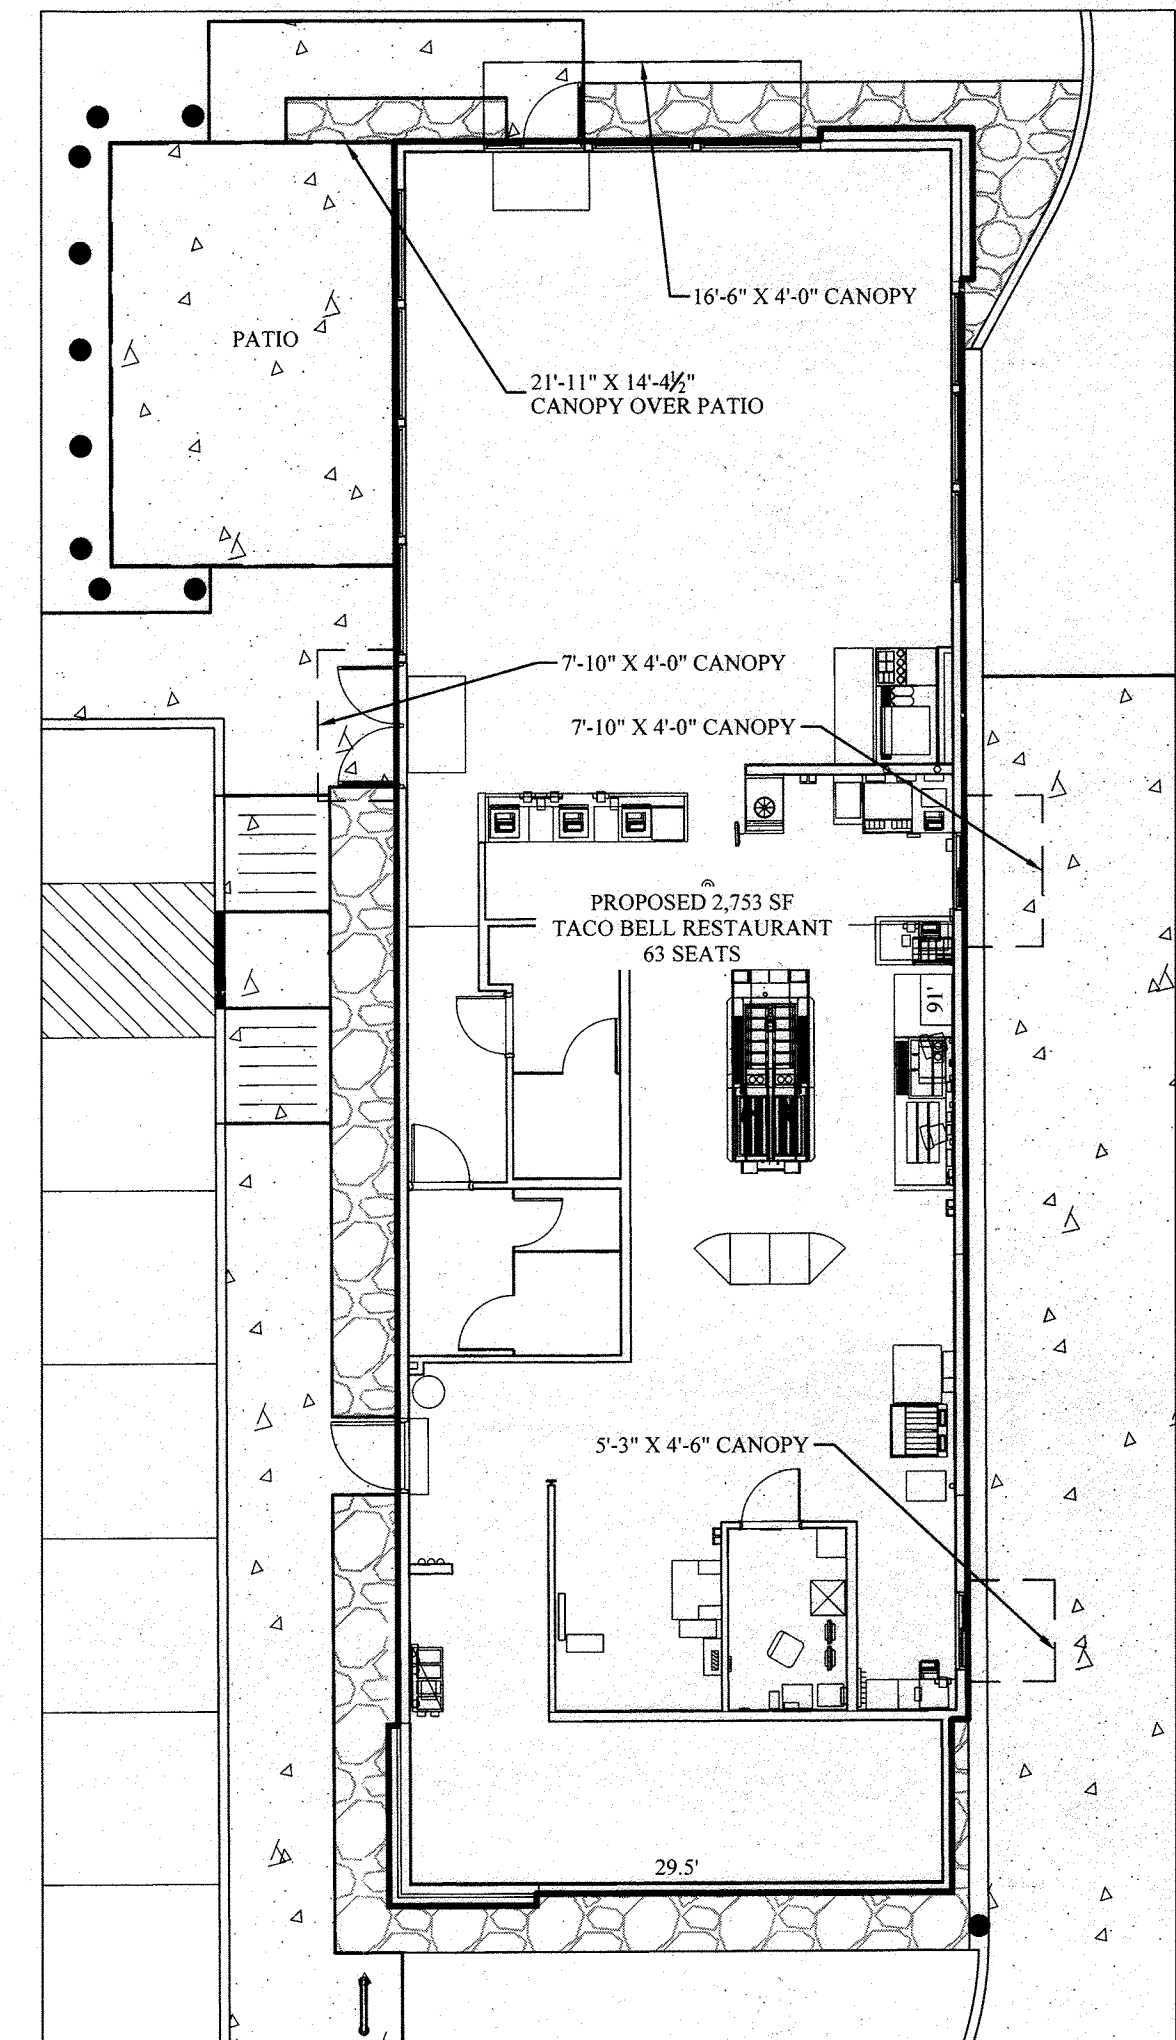 16'-6" X 4'-0" CANOPY
PATIO
21'-11" X 14'-4½"
CANOPY OVER PATIO
7'-10" X 4'-0" CANOPY
7'-10" X 4'-0" CANOPY
PROPOSED 2,753 SF
TACO BELL RESTAURANT
63 SEATS
91'
5'-3" X 4'-6" CANOPY
29.5'